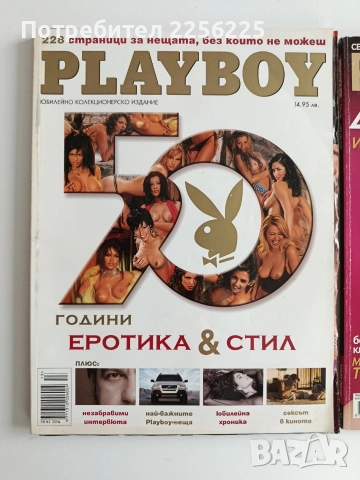 228 страници за нещата, без които не можеш
PLAYBOY
ЮБИЛЕЙНО КОЛЕКЦИОНЕРСКО ИЗДАНИЕ
14.95 лв.
50
ГОДИНИ
ЕРОТИКА & СТИЛ
ПЛЮС:
незабравими
интервюта
най-важните
Playboy-неща
юбилейна
хроника
сексът
в киното
Потребител 2252505
bazar